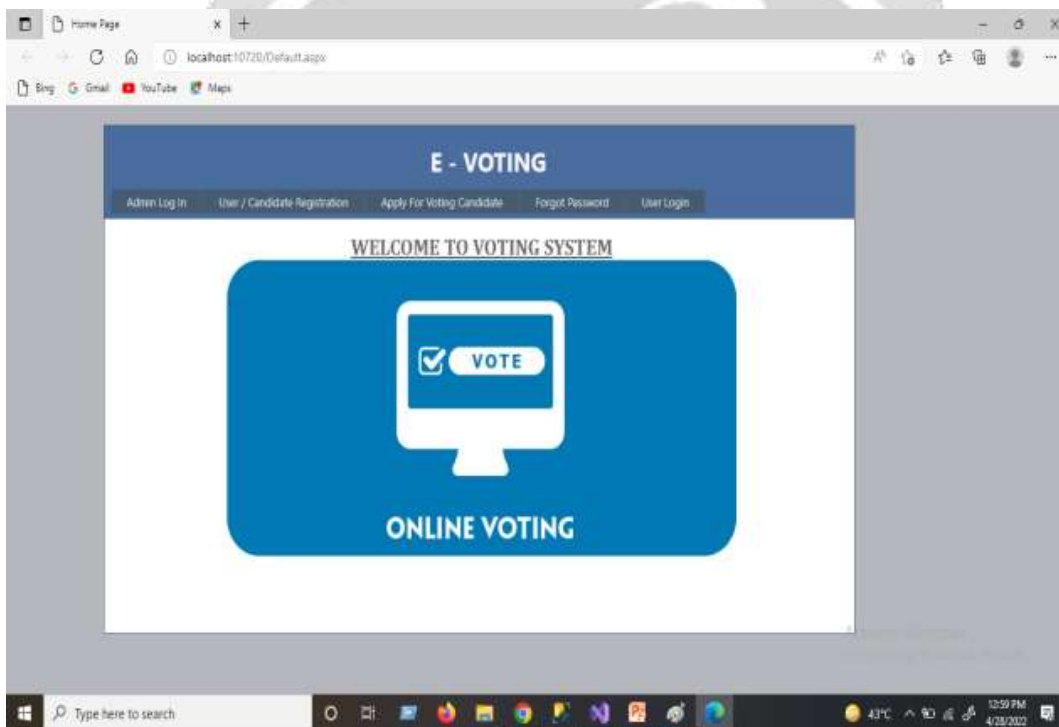 Home Page
localhost:10720/Default.aspx
Bing Gmail YouTube Maps
E - VOTING
Admin Log In User / Candidate Registration Apply For Voting Candidate Forgot Password User Login
WELCOME TO VOTING SYSTEM
VOTE
ONLINE VOTING
Type here to search
43°C
12:59 PM
4/28/2022